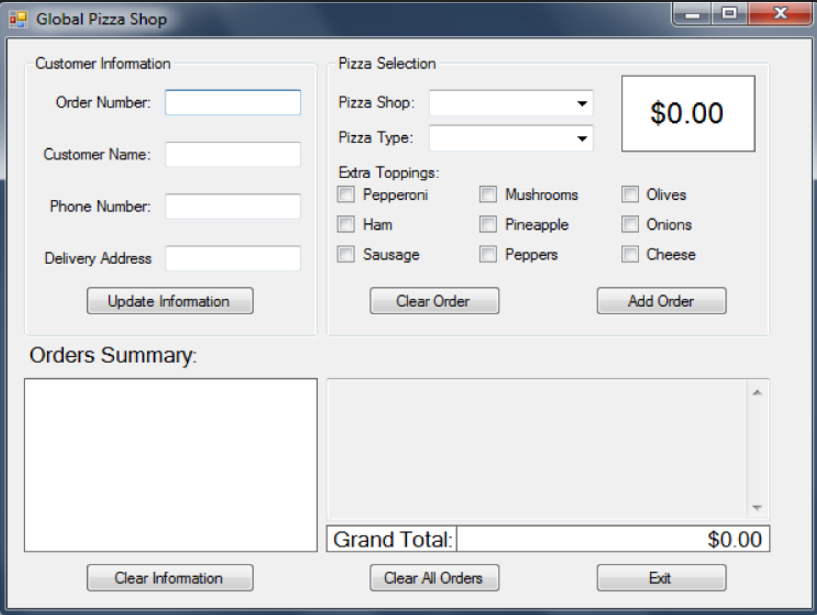 Global Pizza Shop
Customer Information
Order Number:
Customer Name:
Phone Number:
Delivery Address
Update Information
Pizza Selection
Pizza Shop:
Pizza Type:
$0.00
Extra Toppings:
Pepperoni Mushrooms Olives
Ham Pineapple Onions
Sausage Peppers Cheese
Clear Order Add Order
Orders Summary:
Grand Total: $0.00
Clear Information Clear All Orders Exit